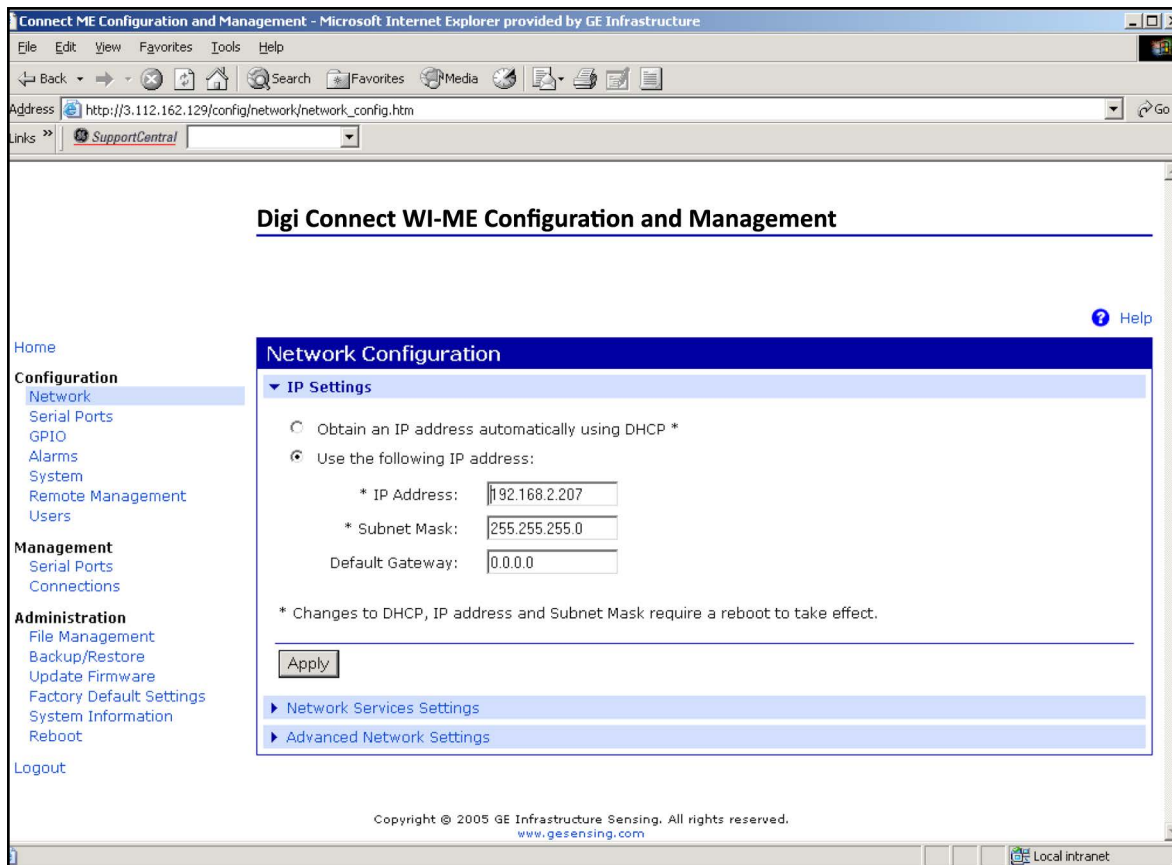 Connect ME Configuration and Management - Microsoft Internet Explorer provided by GE Infrastructure
File Edit View Favorites Tools Help
Back Search Favorites Media
Address http://3.112.162.129/config/network/network_config.htm Go
Links » SupportCentral
Digi Connect WI-ME Configuration and Management
? Help
Home
Configuration
Network
Serial Ports
GPIO
Alarms
System
Remote Management
Users
Management
Serial Ports
Connections
Administration
File Management
Backup/Restore
Update Firmware
Factory Default Settings
System Information
Reboot
Logout
Network Configuration
IP Settings
Obtain an IP address automatically using DHCP *
Use the following IP address:
* IP Address: 192.168.2.207
* Subnet Mask: 255.255.255.0
Default Gateway: 0.0.0.0
* Changes to DHCP, IP address and Subnet Mask require a reboot to take effect.
Apply
Network Services Settings
Advanced Network Settings
Copyright © 2005 GE Infrastructure Sensing. All rights reserved.
www.gesensing.com
Local intranet